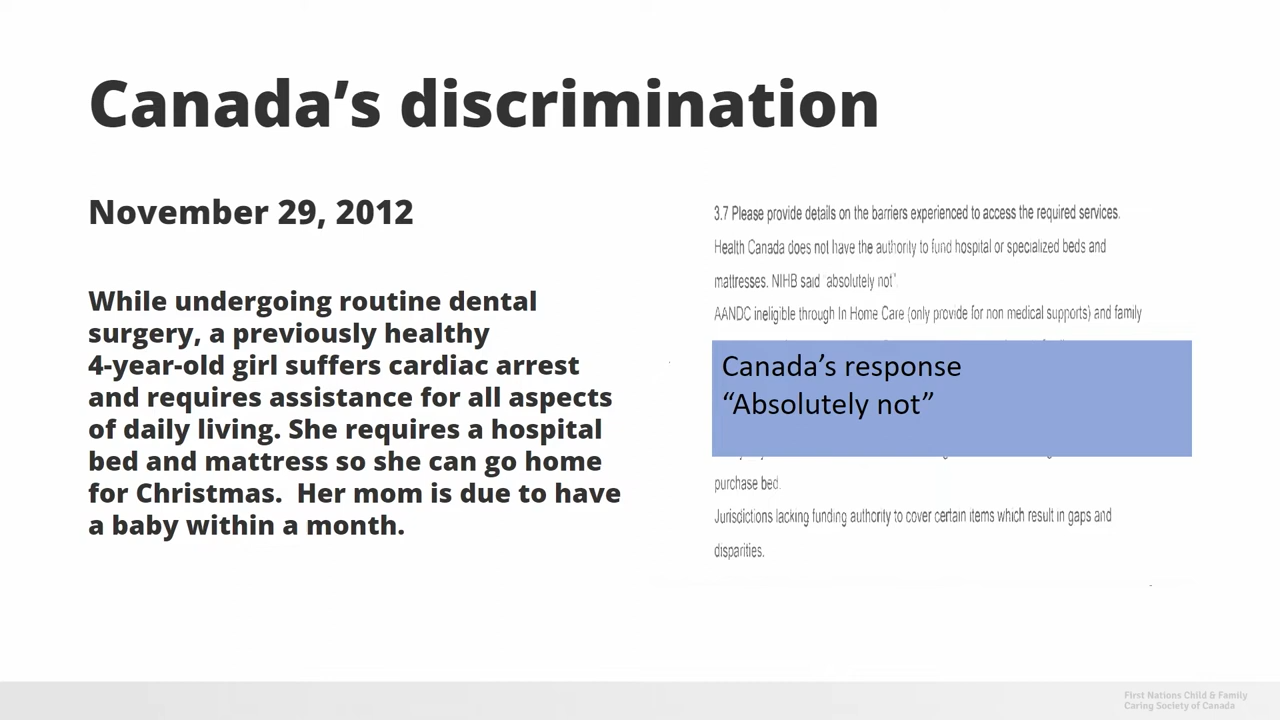 Canada’s discrimination
November 29, 2012
While undergoing routine dental
surgery, a previously healthy
4-year-old girl suffers cardiac arrest
and requires assistance for all aspects
of daily living. She requires a hospital
bed and mattress so she can go home
for Christmas.  Her mom is due to have
a baby within a month.
3.7 Please provide details on the barriers experienced to access the required services.
Health Canada does not have the authority to fund hospital or specialized beds and
mattresses. NIHB said ¨absolutely not¨.
AANDC ineligible through In Home Care (only provide for non medical supports) and family
Canada’s response
“Absolutely not”
purchase bed.
Jurisdictions lacking funding authority to cover certain items which result in gaps and
disparities.
First Nations Child & Family
Caring Society of Canada